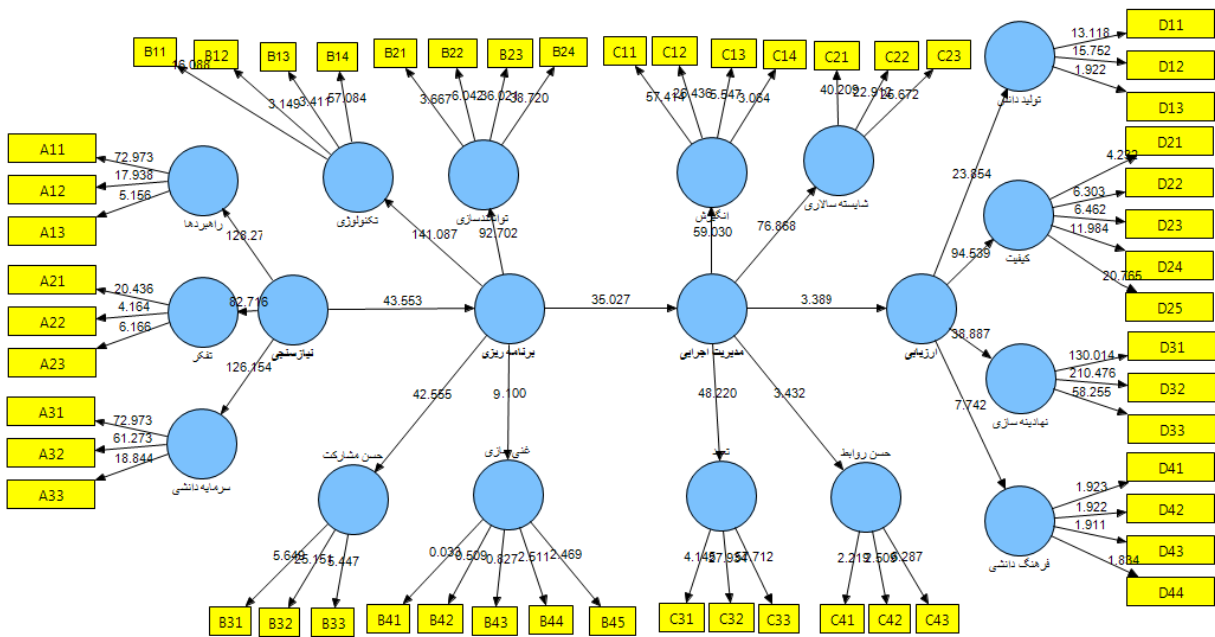 B11
B12
B13
B14
B21
B22
B23
B24
C11
C12
C13
C14
C21
C22
C23
D11
D12
D13
16.088
3.149
3.411
57.084
3.667
6.042
36.021
38.720
57.414
26.436
5.547
3.064
40.209
22.912
26.672
13.118
15.752
1.922
تولید دانش
A11
A12
A13
72.973
17.938
5.156
راهبردها
تکنولوژی
توانمندسازی
انگیزش
شایسته سالاری
D21
D22
D23
D24
D25
4.232
6.303
6.462
11.984
20.765
کیفیت
128.27
141.087
92.702
59.030
76.868
23.854
94.539
A21
A22
A23
20.436
4.164
6.166
تفکر
82.716
نیازسنجی
43.553
برنامه ریزی
35.027
مدیریت اجرایی
3.389
ارزیابی
38.887
D31
D32
D33
130.014
210.476
58.255
نهادینه سازی
126.154
42.555
9.100
48.220
3.432
7.742
A31
A32
A33
72.973
61.273
18.844
سرمایه دانشی
حسن مشارکت
غنی سازی
تعهد
حسن روابط
D41
D42
D43
D44
1.923
1.922
1.911
1.884
فرهنگ دانشی
25.151
5.447
0.033
0.509
0.827
2.511
2.469
4.145
2.219
2.509
6.287
B31
B32
B33
B41
B42
B43
B44
B45
C31
C32
C33
C41
C42
C43